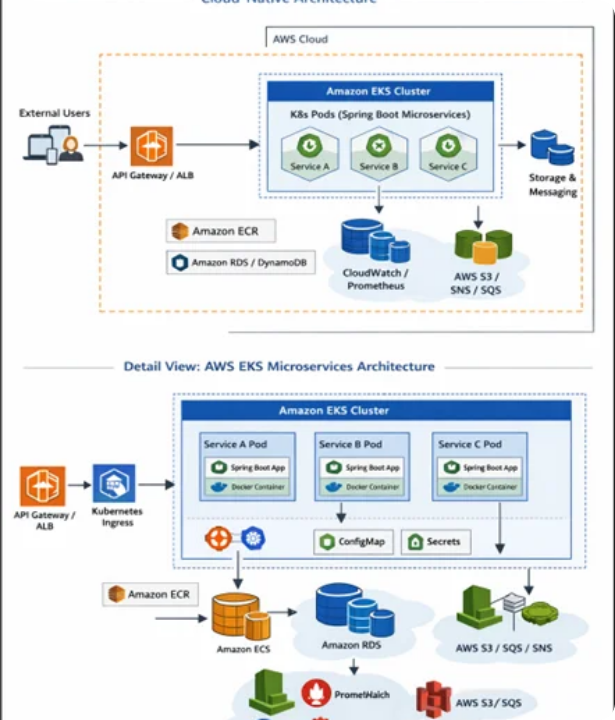 Cloud-Native Architecture
AWS Cloud
Amazon EKS Cluster
K8s Pods (Spring Boot Microservices)
External Users
Service A
Service B
Service C
API Gateway / ALB
Storage &
Messaging
Amazon ECR
Amazon RDS / DynamoDB
CloudWatch /
Prometheus
AWS S3 /
SNS / SQS
Detail View: AWS EKS Microservices Architecture
Amazon EKS Cluster
Service A Pod
Service B Pod
Service C Pod
Spring Boot App
Spring Boot App
Spring Boot App
Docker Container
Docker Container
Docker Container
API Gateway /
ALB
Kubernetes
Ingress
ConfigMap
Secrets
Amazon ECR
Amazon ECS
Amazon RDS
AWS S3 / SQS / SNS
AWS S3/ SQS